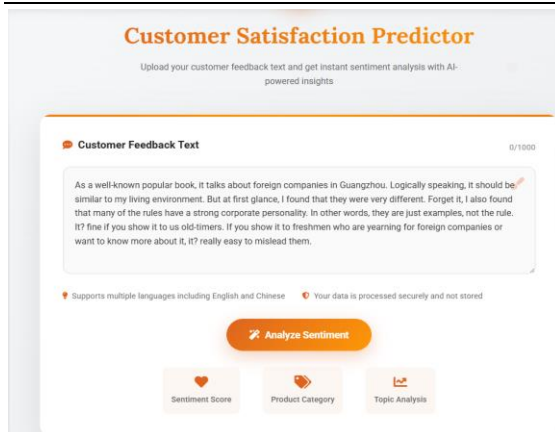 Customer Satisfaction Predictor
Upload your customer feedback text and get instant sentiment analysis with AI-
powered insights
Customer Feedback Text
0/1000
As a well-known popular book, it talks about foreign companies in Guangzhou. Logically speaking, it should be
similar to my living environment. But at first glance, I found that they were very different. Forget it, I also found
that many of the rules have a strong corporate personality. In other words, they are just examples, not the rule.
It? fine if you show it to us old-timers. If you show it to freshmen who are yearning for foreign companies or
want to know more about it, it? really easy to mislead them.
Supports multiple languages including English and Chinese
Your data is processed securely and not stored
Analyze Sentiment
Sentiment Score
Product Category
Topic Analysis